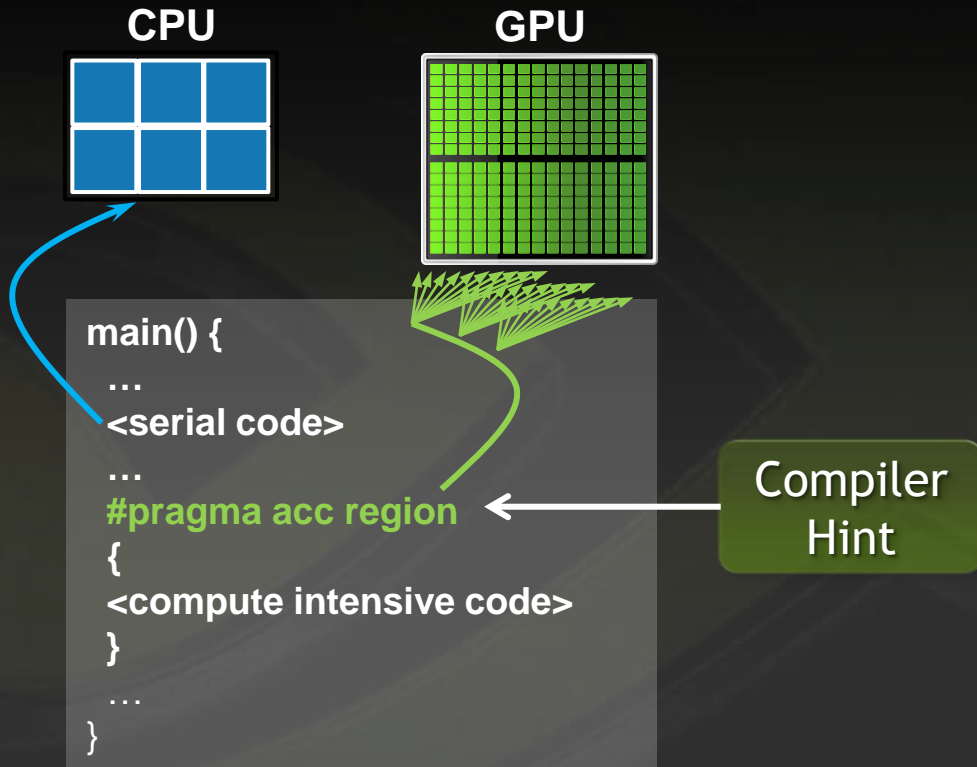 CPU
GPU
main() {
…
<serial code>
…
#pragma acc region
{
<compute intensive code>
}
…
}
Compiler
Hint